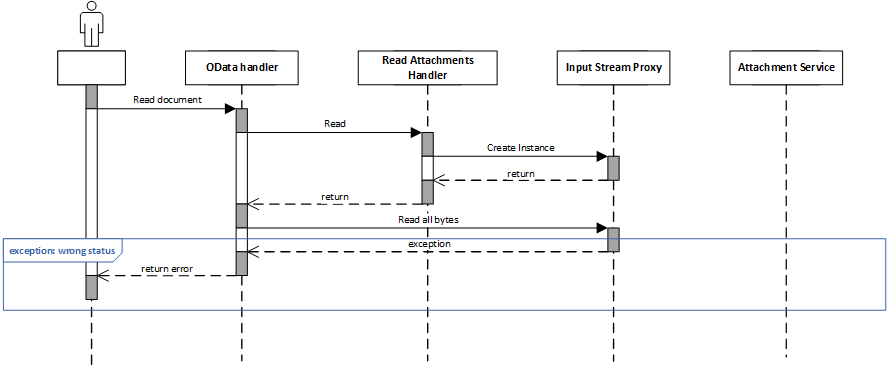 OData handler
Read Attachments
Handler
Input Stream Proxy
Attachment Service
Read document
Read
Create Instance
return
return
Read all bytes
exception: wrong status
exception
return error